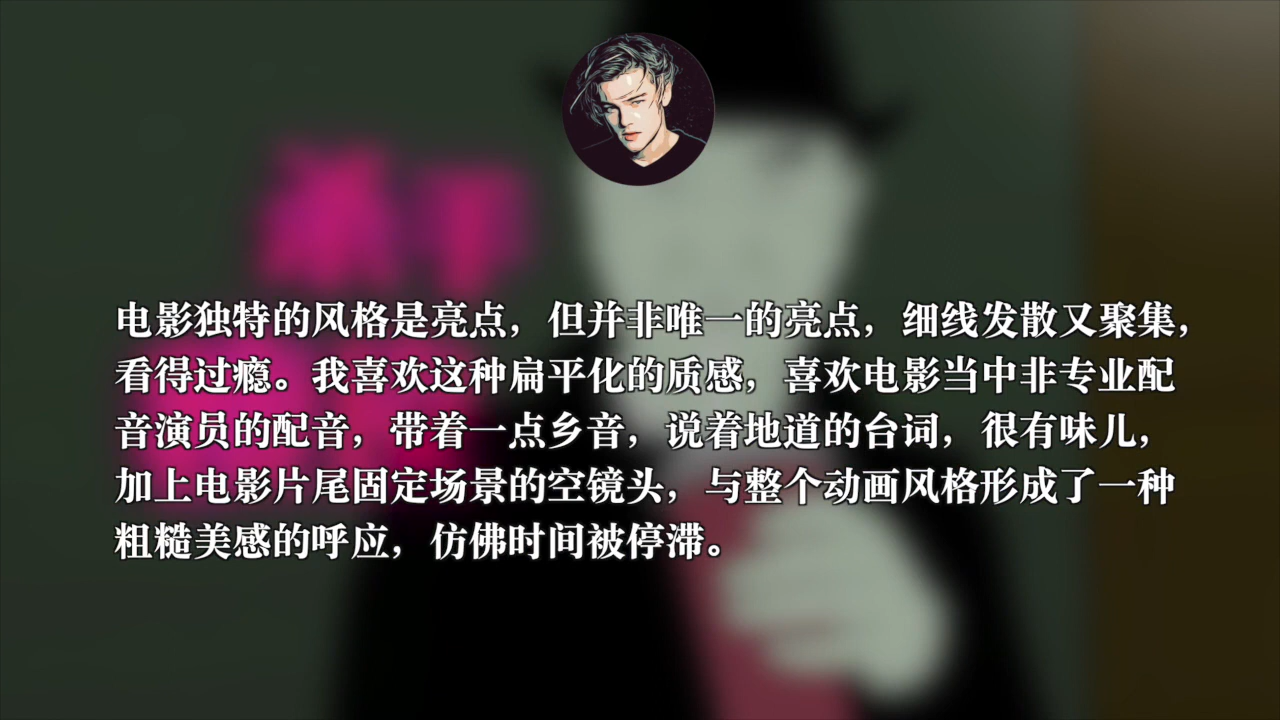 电影独特的风格是亮点，但并非唯一的亮点，细线发散又聚集，
看得过瘾。我喜欢这种扁平化的质感，喜欢电影当中非专业配
音演员的配音，带着一点乡音，说着地道的台词，很有味儿，
加上电影片尾固定场景的空镜头，与整个动画风格形成了一种
粗糙美感的呼应，仿佛时间被停滞。